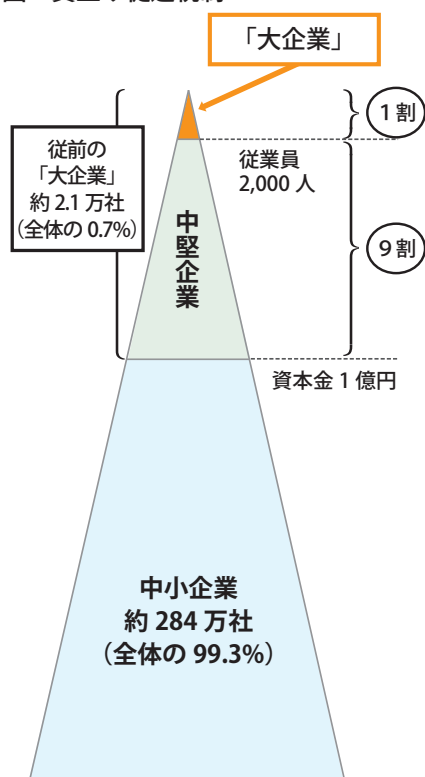 「大企業」
1割
従前の
「大企業」
約 2.1 万社
（全体の 0.7%）
従業員
2,000 人
中堅企業
9割
資本金 1 億円
中小企業
約 284 万社
（全体の 99.3%）